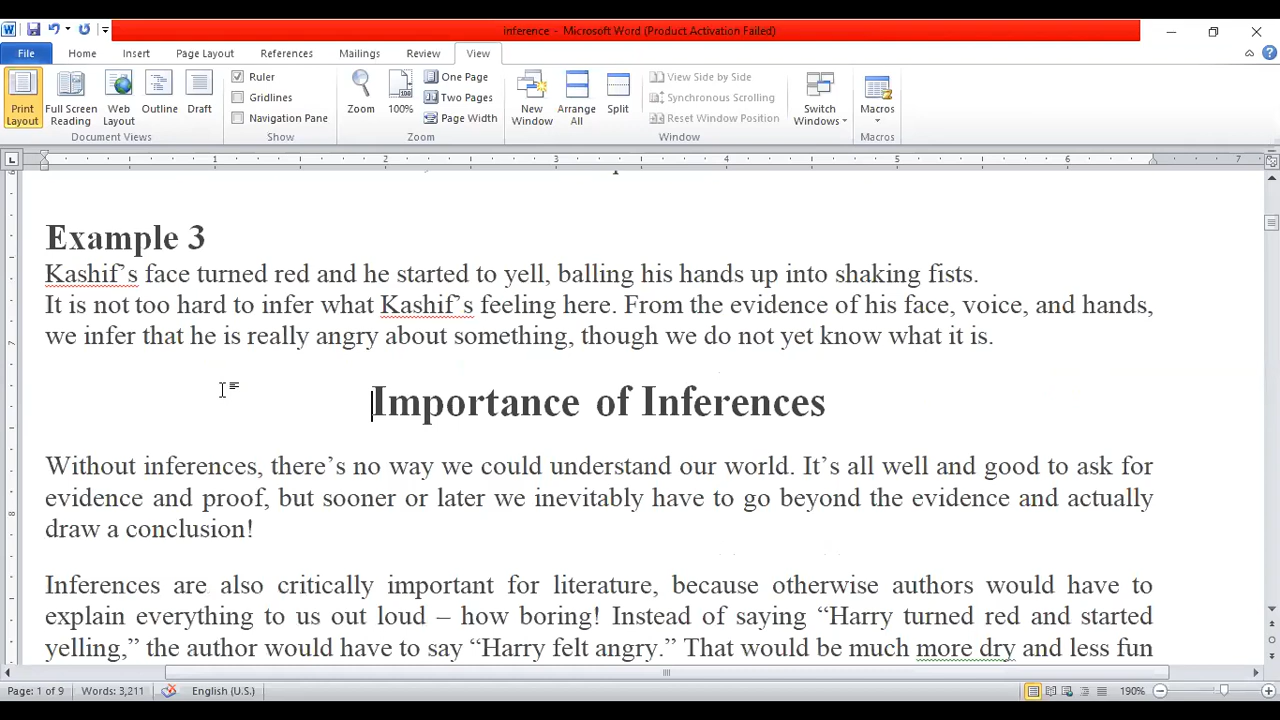 inference - Microsoft Word (Product Activation Failed)
File Home Insert Page Layout References Mailings Review View
Print Layout
Full Screen Reading
Web Layout
Outline
Draft
Document Views
Ruler
Gridlines
Navigation Pane
Show
Zoom
100%
One Page
Two Pages
Page Width
Zoom
New Window
Arrange All
Split
View Side by Side
Synchronous Scrolling
Reset Window Position
Window
Switch Windows
Macros
Macros
1 2 3 4 5 6 7
Example 3
Kashif’s face turned red and he started to yell, balling his hands up into shaking fists.
It is not too hard to infer what Kashif’s feeling here. From the evidence of his face, voice, and hands,
we infer that he is really angry about something, though we do not yet know what it is.
Importance of Inferences
Without inferences, there’s no way we could understand our world. It’s all well and good to ask for
evidence and proof, but sooner or later we inevitably have to go beyond the evidence and actually
draw a conclusion!
Inferences are also critically important for literature, because otherwise authors would have to
explain everything to us out loud – how boring! Instead of saying “Harry turned red and started
yelling,” the author would have to say “Harry felt angry.” That would be much more dry and less fun
Page: 1 of 9 Words: 3,211 English (U.S.) 190%